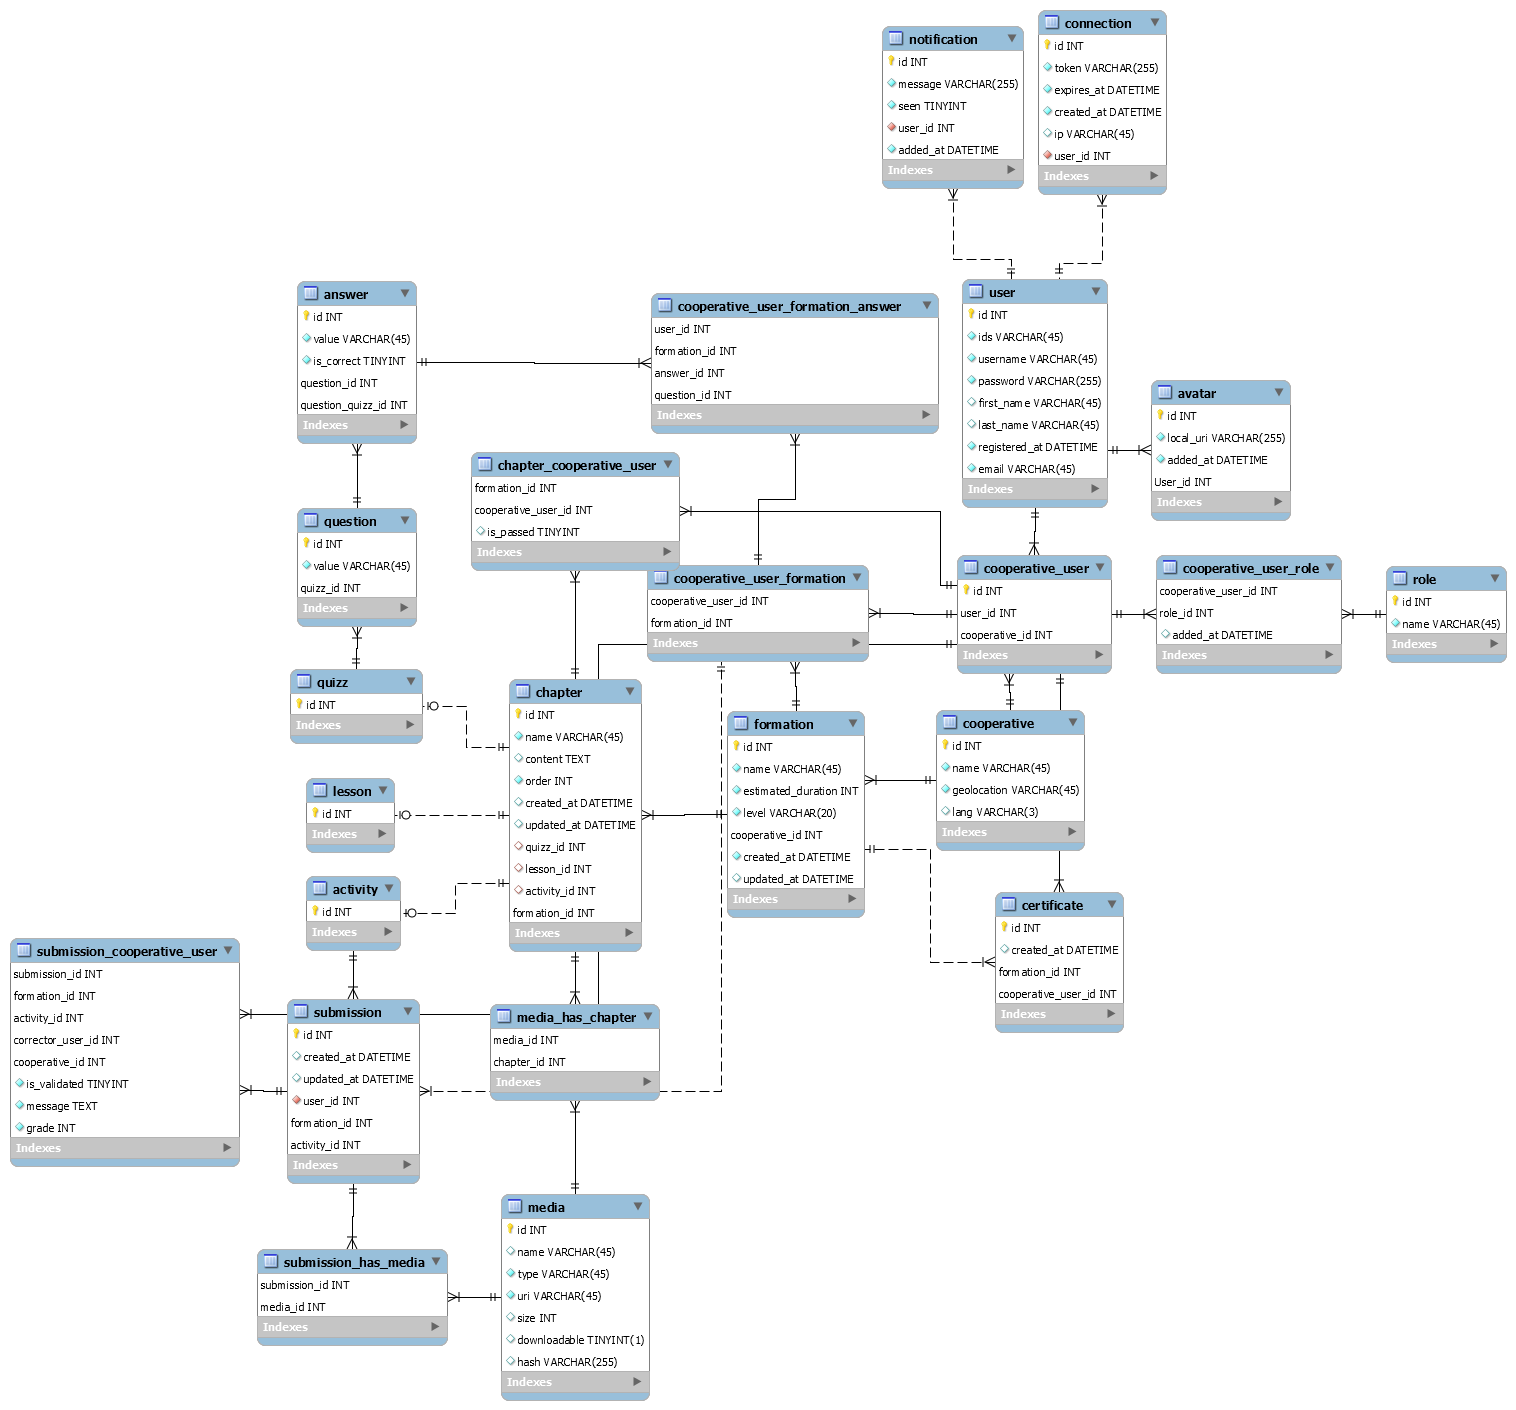 connection
id INT
token VARCHAR(255)
expires_at DATETIME
created_at DATETIME
ip VARCHAR(45)
user_id INT
Indexes
notification
id INT
message VARCHAR(255)
seen TINYINT
user_id INT
added_at DATETIME
Indexes
user
id INT
ids VARCHAR(45)
username VARCHAR(45)
password VARCHAR(255)
first_name VARCHAR(45)
last_name VARCHAR(45)
registered_at DATETIME
email VARCHAR(45)
Indexes
answer
id INT
value VARCHAR(45)
is_correct TINYINT
question_id INT
question_quizz_id INT
Indexes
cooperative_user_formation_answer
user_id INT
formation_id INT
answer_id INT
question_id INT
Indexes
avatar
id INT
local_uri VARCHAR(255)
added_at DATETIME
User_id INT
Indexes
chapter_cooperative_user
formation_id INT
cooperative_user_id INT
is_passed TINYINT
Indexes
question
id INT
value VARCHAR(45)
quizz_id INT
Indexes
cooperative_user_formation
cooperative_user_id INT
formation_id INT
Indexes
cooperative_user
id INT
user_id INT
cooperative_id INT
Indexes
cooperative_user_role
cooperative_user_id INT
role_id INT
added_at DATETIME
Indexes
role
id INT
name VARCHAR(45)
Indexes
quizz
id INT
Indexes
chapter
id INT
name VARCHAR(45)
content TEXT
order INT
created_at DATETIME
updated_at DATETIME
quizz_id INT
lesson_id INT
activity_id INT
formation_id INT
Indexes
formation
id INT
name VARCHAR(45)
estimated_duration INT
level VARCHAR(20)
cooperative_id INT
created_at DATETIME
updated_at DATETIME
Indexes
cooperative
id INT
name VARCHAR(45)
geolocation VARCHAR(45)
lang VARCHAR(3)
Indexes
lesson
id INT
Indexes
activity
id INT
Indexes
certificate
id INT
created_at DATETIME
formation_id INT
cooperative_user_id INT
Indexes
submission_cooperative_user
submission_id INT
formation_id INT
activity_id INT
corrector_user_id INT
cooperative_id INT
is_validated TINYINT
message TEXT
grade INT
Indexes
submission
id INT
created_at DATETIME
updated_at DATETIME
user_id INT
formation_id INT
activity_id INT
Indexes
media_has_chapter
media_id INT
chapter_id INT
Indexes
media
id INT
name VARCHAR(45)
type VARCHAR(45)
uri VARCHAR(45)
size INT
downloadable TINYINT(1)
hash VARCHAR(255)
Indexes
submission_has_media
submission_id INT
media_id INT
Indexes